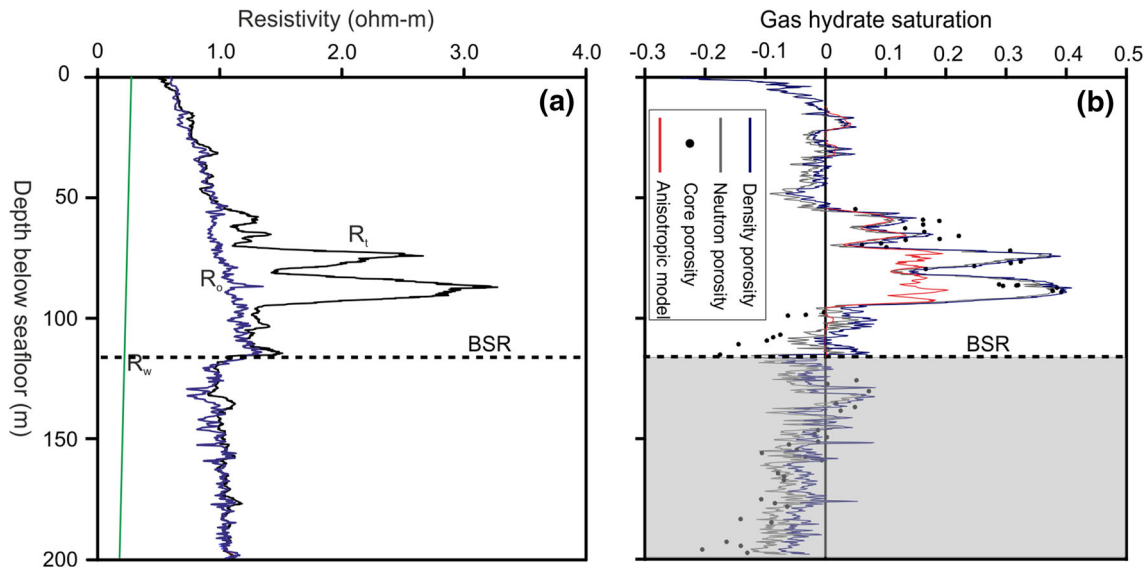 Resistivity (ohm-m)
0 1.0 2.0 3.0 4.0
0
50
100
150
200
Depth below seafloor (m)
(a)
Rt
Ro
BSR
Rw
Gas hydrate saturation
-0.3 -0.1 0 0.1 0.2 0.3 0.4 0.5
(b)
Density porosity
Neutron porosity
Core porosity
Anisotropic model
BSR